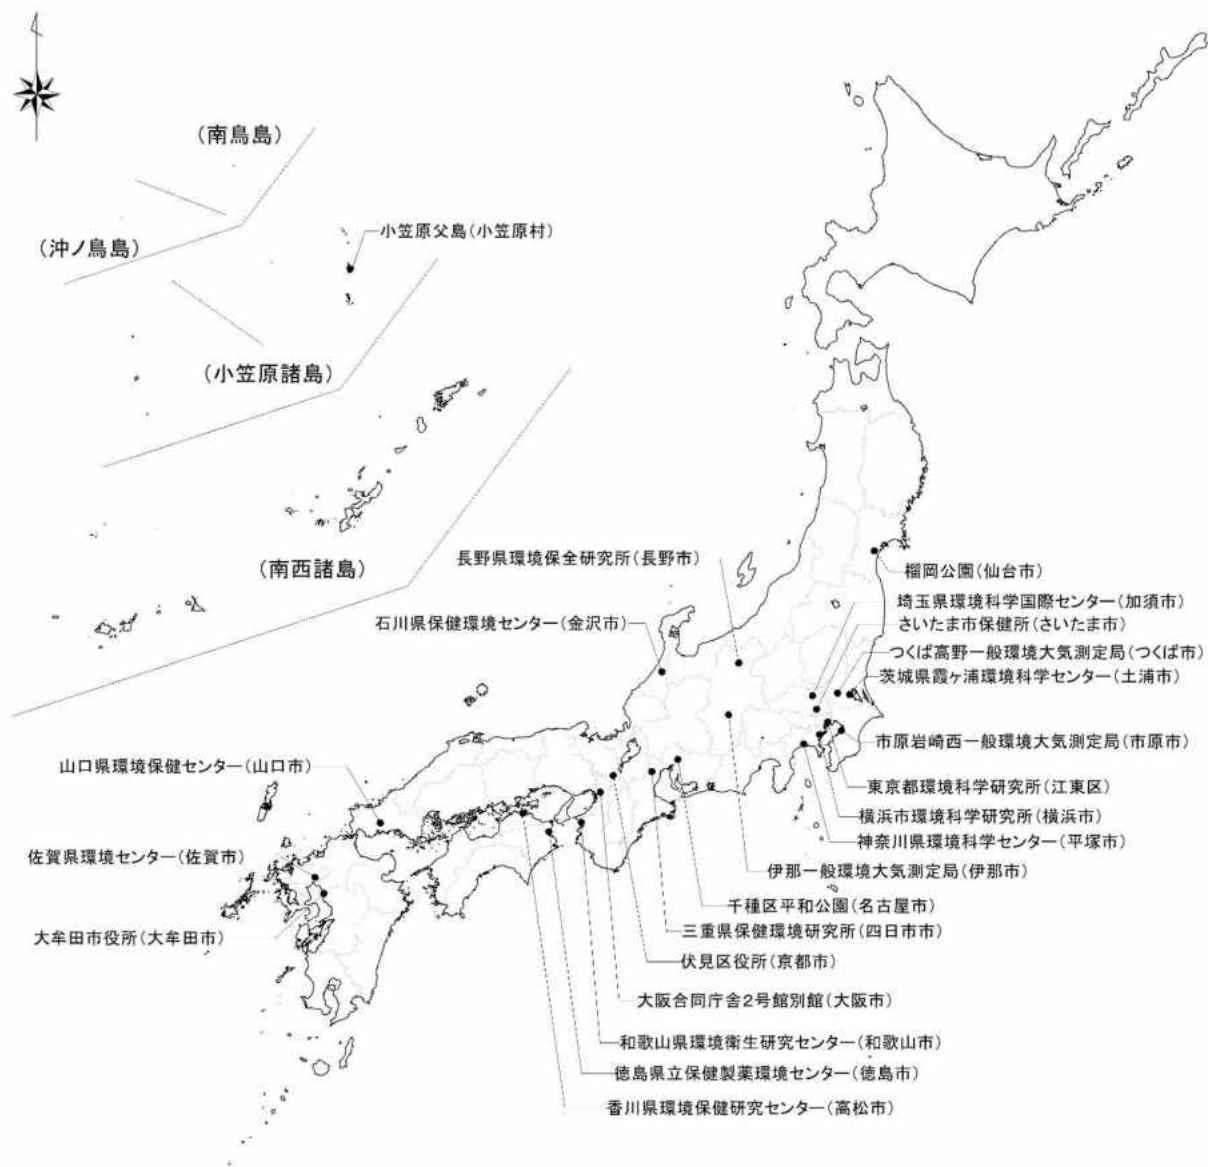 (南鳥島)
(沖ノ鳥島)
小笠原父島(小笠原村)
(小笠原諸島)
(南西諸島)
長野県環境保全研究所(長野市)
榴岡公園(仙台市)
埼玉県環境科学国際センター(加須市)
石川県保健環境センター(金沢市)
さいたま市保健所(さいたま市)
つくば高野一般環境大気測定局(つくば市)
茨城県霞ヶ浦環境科学センター(土浦市)
市原岩崎西一般環境大気測定局(市原市)
山口県環境保健センター(山口市)
東京都環境科学研究所(江東区)
横浜市環境科学研究所(横浜市)
神奈川県環境科学センター(平塚市)
佐賀県環境センター(佐賀市)
伊那一般環境大気測定局(伊那市)
千種区平和公園(名古屋市)
三重県保健環境研究所(四日市市)
大牟田市役所(大牟田市)
伏見区役所(京都市)
大阪合同庁舎2号館別館(大阪市)
和歌山県環境衛生研究センター(和歌山市)
徳島県立保健製薬環境センター(徳島市)
香川県環境保健研究センター(高松市)